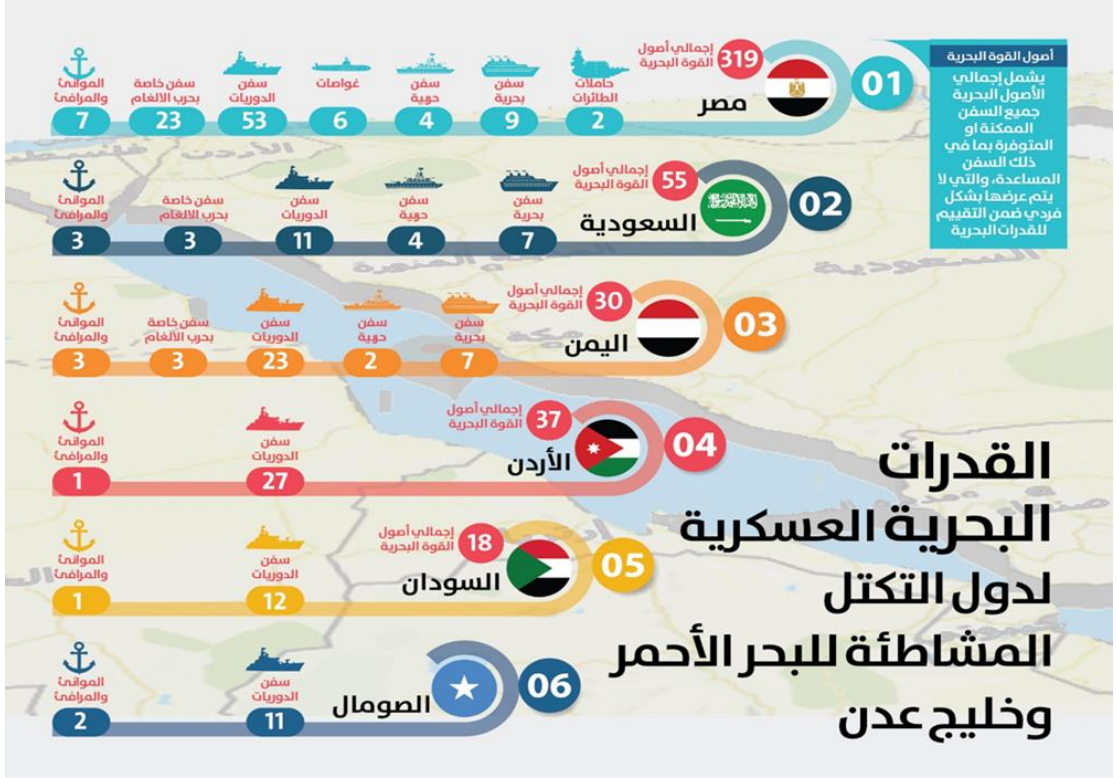 أصول القوة البحرية
يشمل إجمالي
الأصول البحرية
جميع السفن
الممكنة او
المتوفرة بما في
ذلك السفن
المساعدة، والتي لا
يتم عرضها بشكل
فردي ضمن التقييم
للقدرات البحرية
01
مصر
319
إجمالي أصول
القوة البحرية
حاملات
الطائرات
2
سفن
بحرية
9
سفن
حربية
4
غواصات
6
سفن
الدوريات
53
سفن خاصة
بحرب الالغام
23
الموانئ
والمرافئ
7
02
السعودية
55
إجمالي أصول
القوة البحرية
سفن
بحرية
7
سفن
حربية
4
سفن
الدوريات
11
سفن خاصة
بحرب الالغام
3
الموانئ
والمرافئ
3
03
اليمن
30
إجمالي أصول
القوة البحرية
سفن
بحرية
7
سفن
حربية
2
سفن
الدوريات
23
سفن خاصة
بحرب الالغام
3
الموانئ
والمرافئ
3
04
الأردن
37
إجمالي أصول
القوة البحرية
سفن
الدوريات
27
الموانئ
والمرافئ
1
05
السودان
18
إجمالي أصول
القوة البحرية
سفن
الدوريات
12
الموانئ
والمرافئ
1
06
الصومال
سفن
الدوريات
11
الموانئ
والمرافئ
2
القدرات
البحرية العسكرية
لدول التكتل
المشاطئة للبحر الأحمر
وخليج عدن
السعودية
الأردن